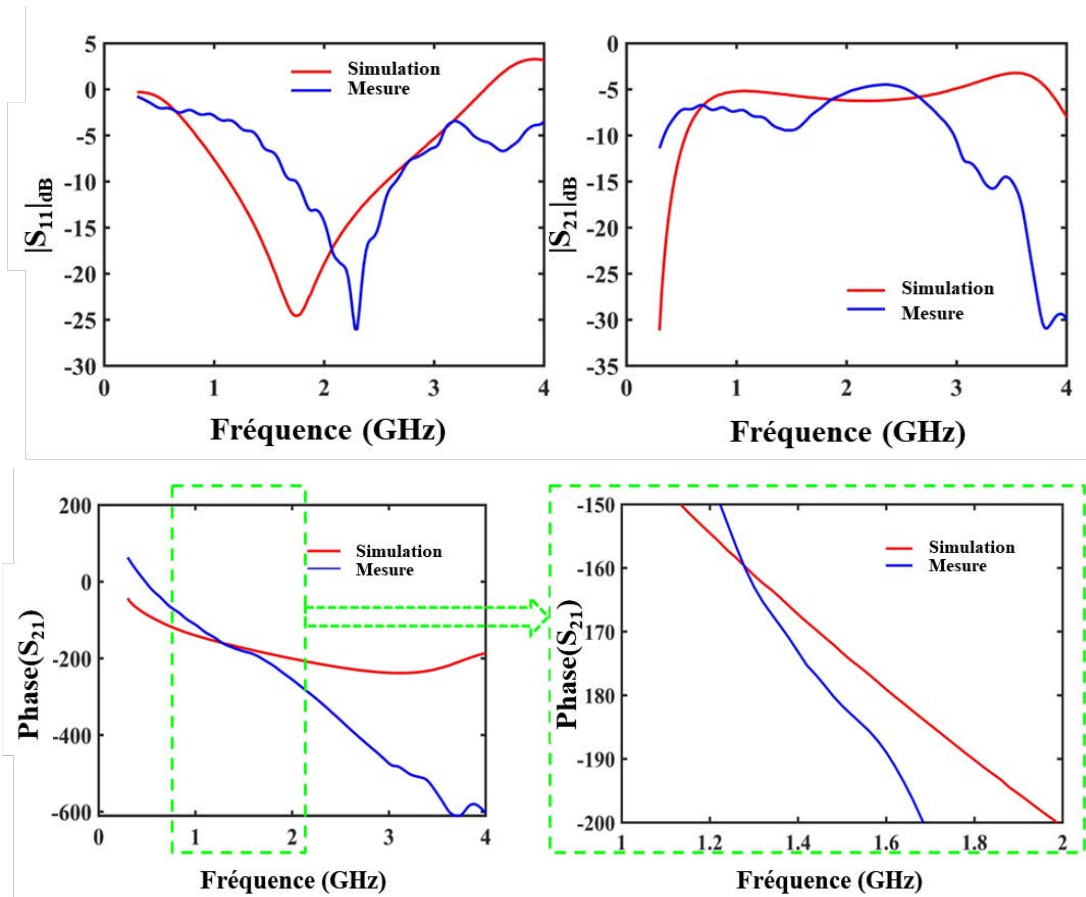 5
0
-5
-10
-15
-20
-25
-30
|S11|dB
Simulation
Mesure
0 1 2 3 4
Fréquence (GHz)
0
-5
-10
-15
-20
-25
-30
-35
|S21|dB
Simulation
Mesure
0 1 2 3 4
Fréquence (GHz)
200
0
-200
-400
-600
Phase(S21)
Simulation
Mesure
0 1 2 3 4
Fréquence (GHz)
-150
-160
-170
180
-190
-200
Phase(S21)
Simulation
Mesure
1 1.2 1.4 1.6 1.8 2
Fréquence (GHz)